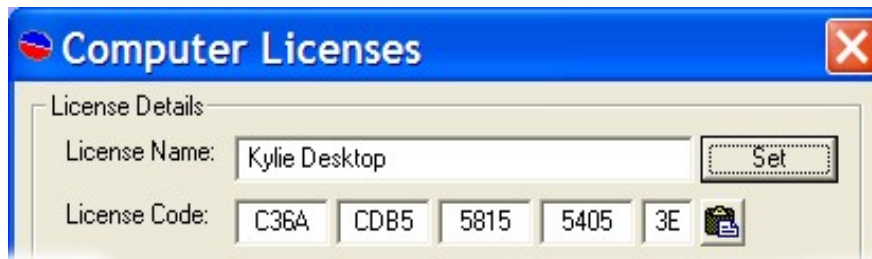 Computer Licenses
License Details
License Name: Kylie Desktop Set
License Code: C36A CDB5 5815 5405 3E